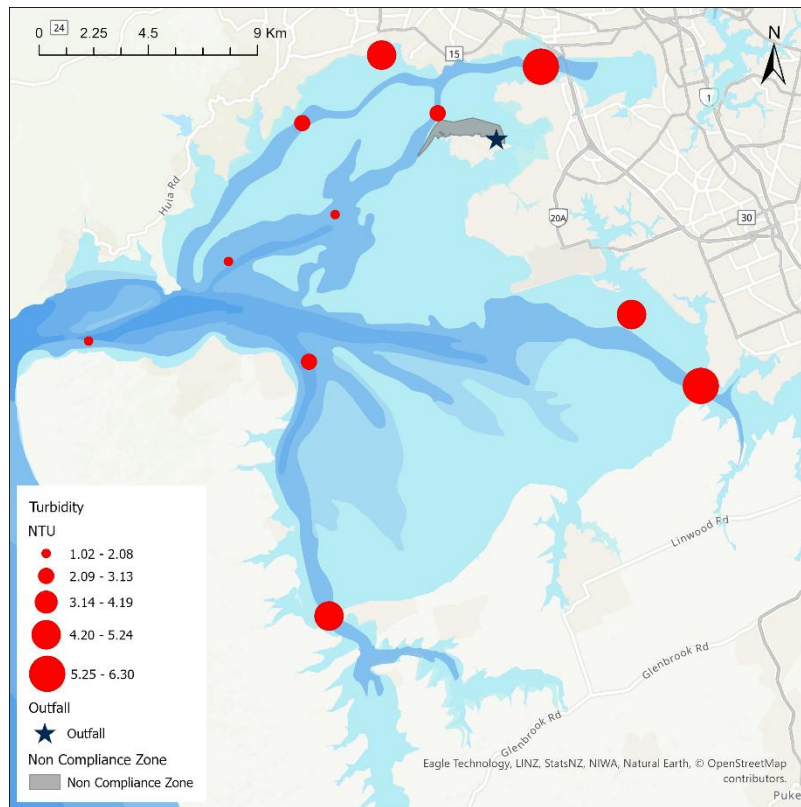 24
0 2.25 4.5 9 Km
15
N
1
Huia Rd
20A
30
Linwood Rd
Glenbrook Rd
Glenbrook Rd
Turbidity
NTU
1.02 - 2.08
2.09 - 3.13
3.14 - 4.19
4.20 - 5.24
5.25 - 6.30
Outfall
Outfall
Non Compliance Zone
Non Compliance Zone
Eagle Technology, LINZ, StatsNZ, NIWA, Natural Earth, © OpenStreetMap
contributors.
Puke